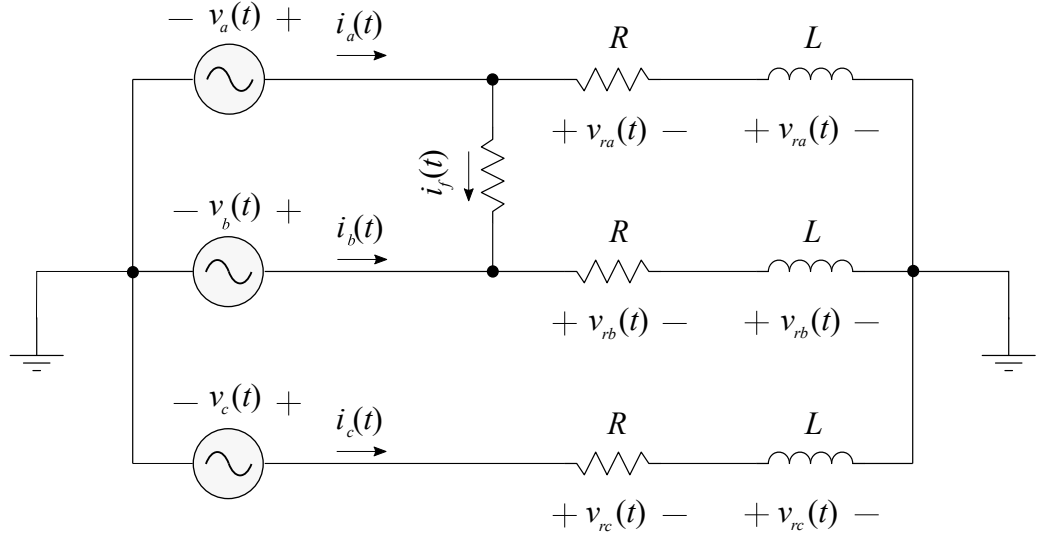 − v_a(t) + i_a(t) R L
+ v_ra(t) − + v_ra(t) −
i_f(t)
− v_b(t) + i_b(t) R L
+ v_rb(t) − + v_rb(t) −
− v_c(t) + i_c(t) R L
+ v_rc(t) − + v_rc(t) −